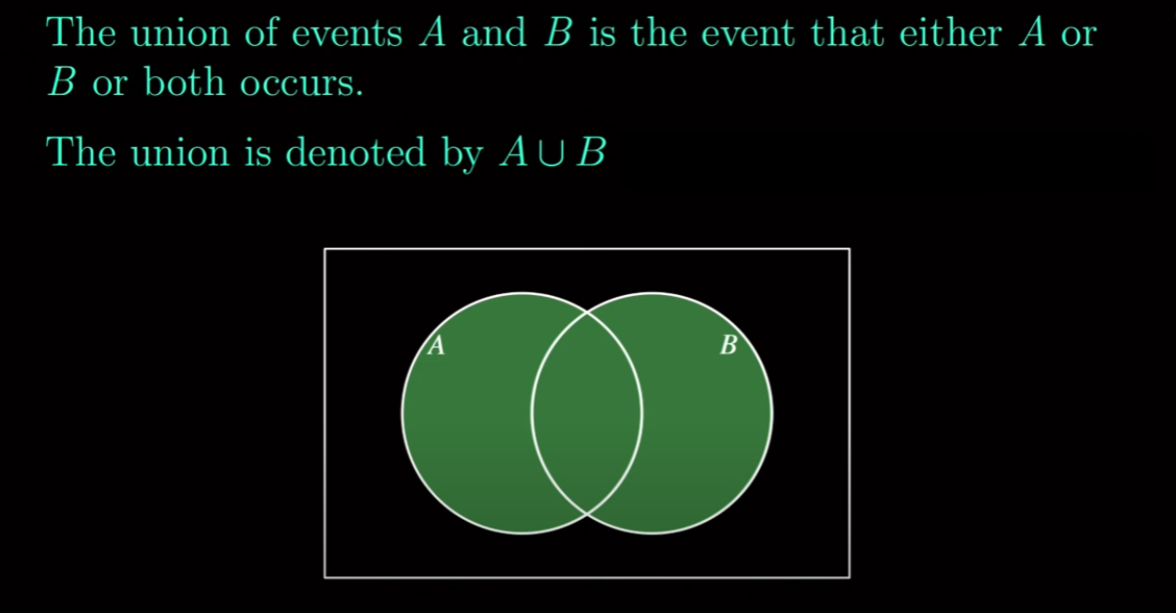 The union of events A and B is the event that either A or
B or both occurs.
The union is denoted by A ∪ B
A
B